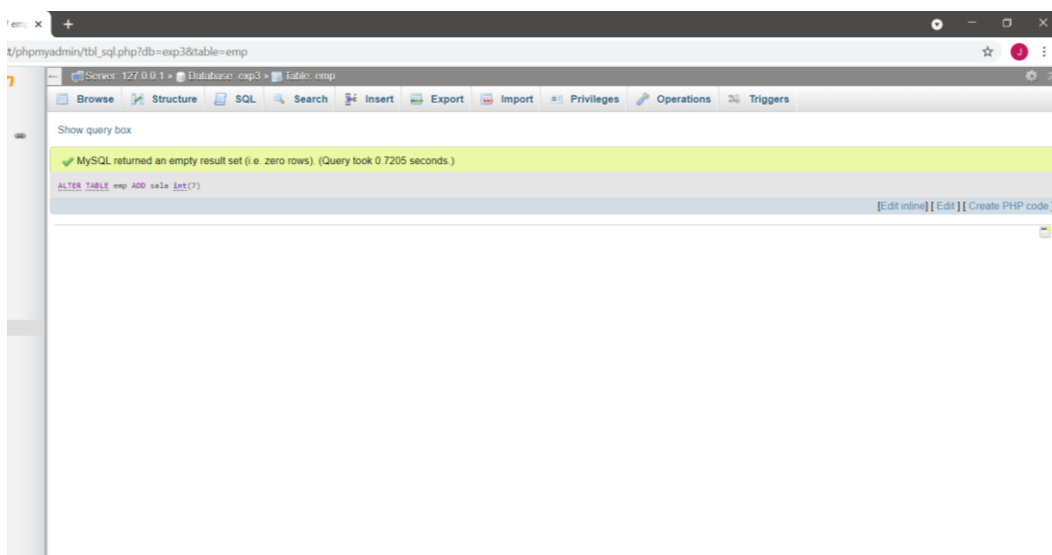 / emp ×
t/phpmyadmin/tbl_sql.php?db=exp3&table=emp
J
Server: 127.0.0.1 » Database: exp3 » Table: emp
Browse Structure SQL Search Insert Export Import Privileges Operations Triggers
Show query box
MySQL returned an empty result set (i.e. zero rows). (Query took 0.7205 seconds.)
ALTER TABLE emp ADD sala int(7)
[Edit inline] [ Edit ] [ Create PHP code ]